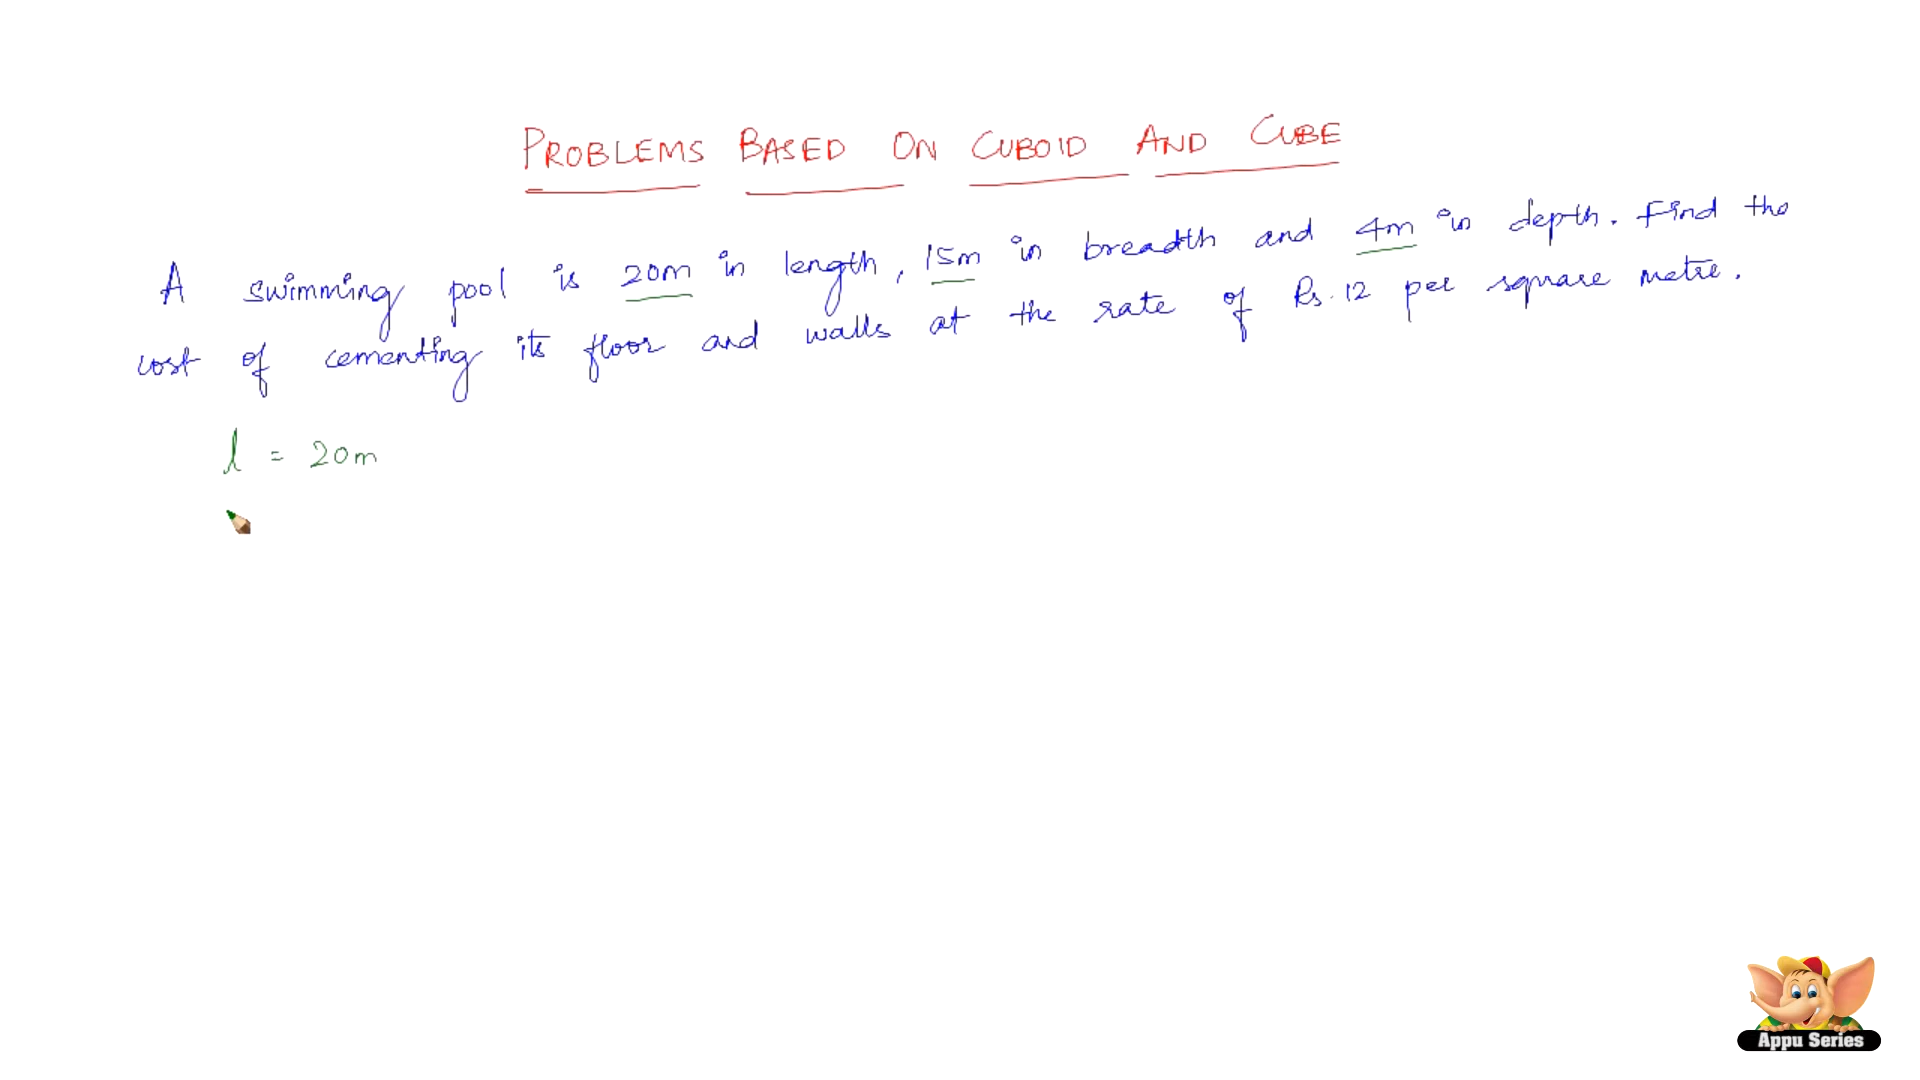 PROBLEMS BASED ON CUBOID AND CUBE
A swimming pool is 20m in length, 15m in breadth and 4m in depth. Find the
cost of cementing its floor and walls at the rate of Rs. 12 per square metre.
l = 20m
Appu Series